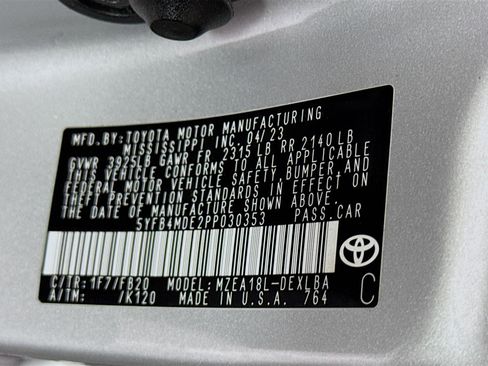 MFD.BY:TOYOTA MOTOR MANUFACTURING
MISSISSIPPI INC. 04/23
GVWR 3925LB GAWR FR 2315LB RR 2140LB
THIS VEHICLE CONFORMS TO ALL APPLICABLE
FEDERAL MOTOR VEHICLE SAFETY,BUMPER,AND
THEFT PREVENTION STANDARDS IN EFFECT ON
THE DATE OF MANUFACTURE SHOWN ABOVE.
5YFB4MDE2PP030353 PASS.CAR
C/TR:1F7/FB20 MODEL:MZEA18L-DEXLBA
A/TM: /K120 MADE IN U.S.A. 764 C